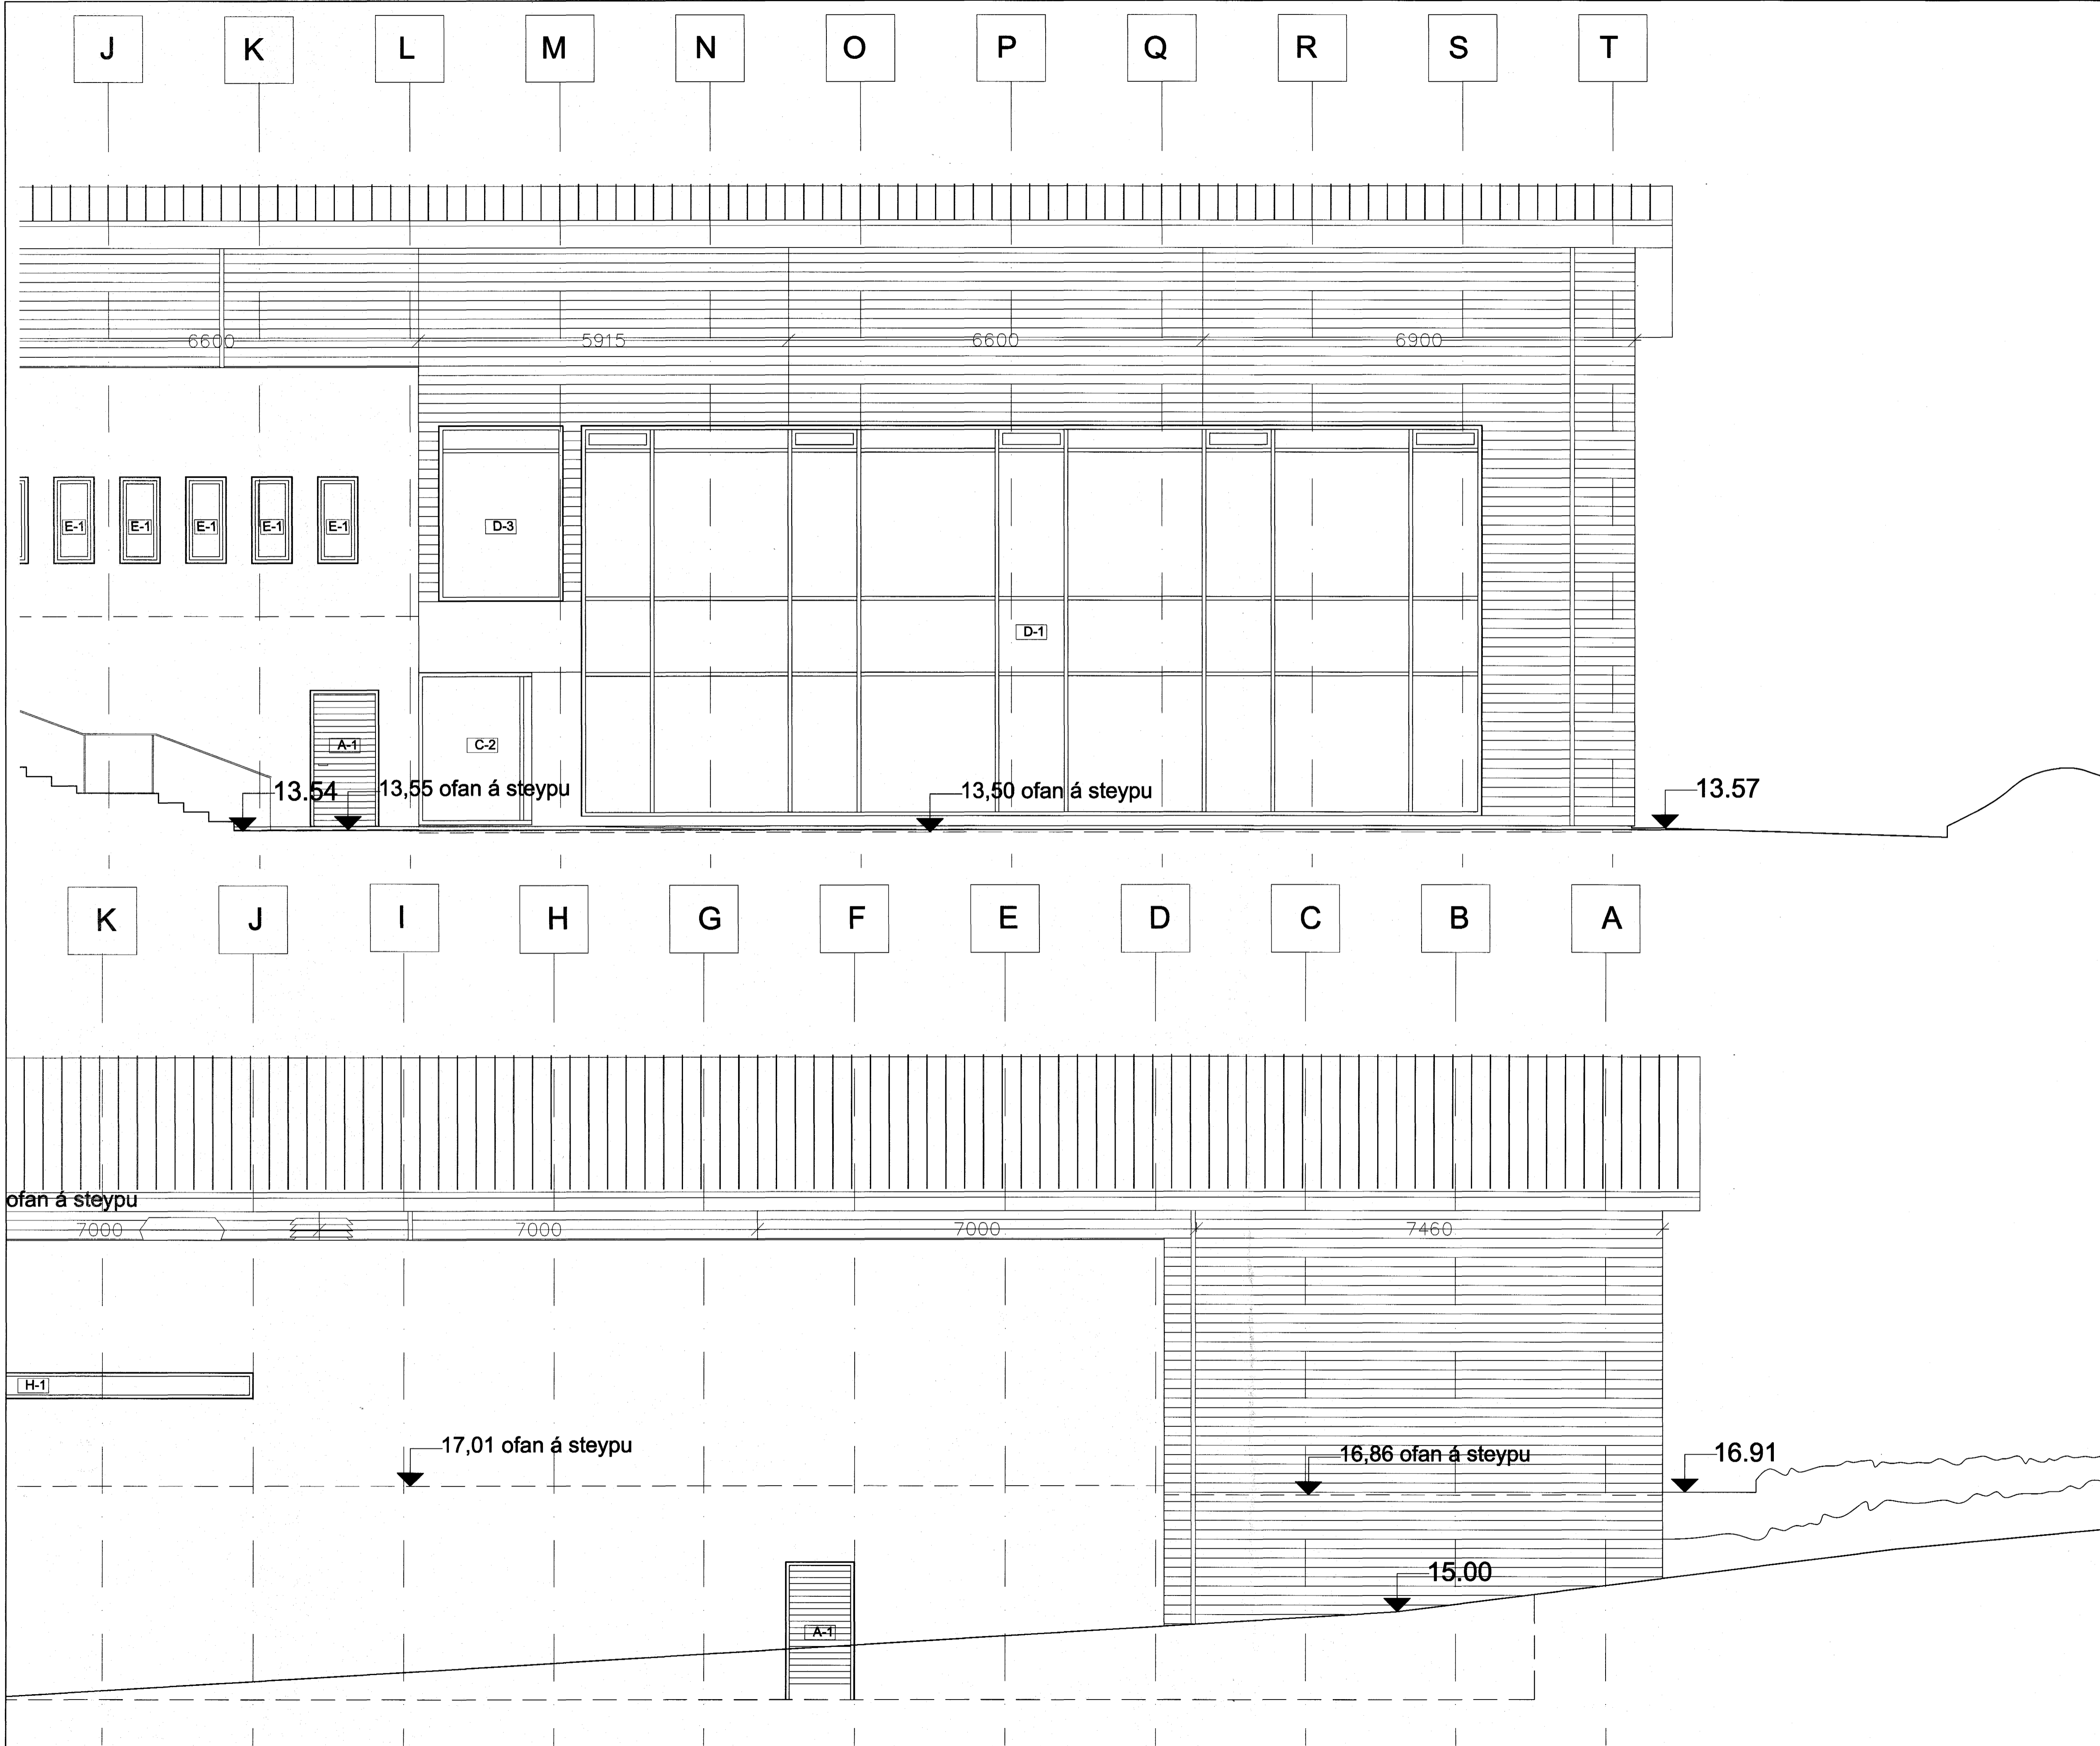 J K L M N O P Q R S T
6600 5915 6600 6900
E-1 E-1 E-1 E-1 E-1 D-3
D-1
A-1 C-2
13.54 13,55 ofan á steypu 13,50 ofan á steypu 13.57
K J I H G F E D C B A
ofan á steypu
7000 7000 7000 7460
H-1
17,01 ofan á steypu 16,86 ofan á steypu 16.91
15.00
A-1